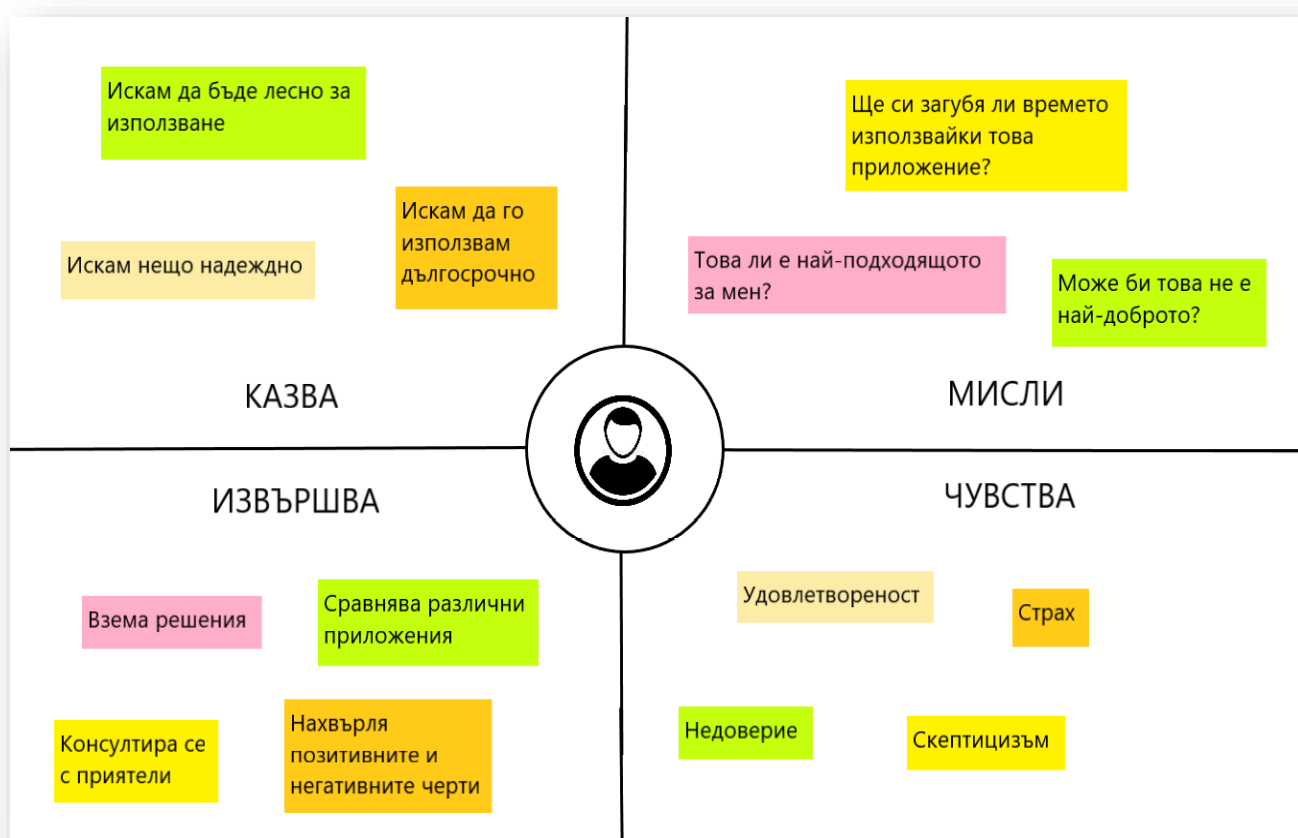 Искам да бъде лесно за
използване
Искам да го
използвам
дългосрочно
Искам нещо надеждно
КАЗВА
Ще си загубя ли времето
използвайки това
приложение?
Това ли е най-подходящото
за мен?
Може би това не е
най-доброто?
МИСЛИ
ИЗВЪРШВА
Взема решения
Сравнява различни
приложения
Консултира се
с приятели
Нахвърля
позитивните и
негативните черти
ЧУВСТВА
Удовлетвореност
Страх
Недоверие
Скептицизъм